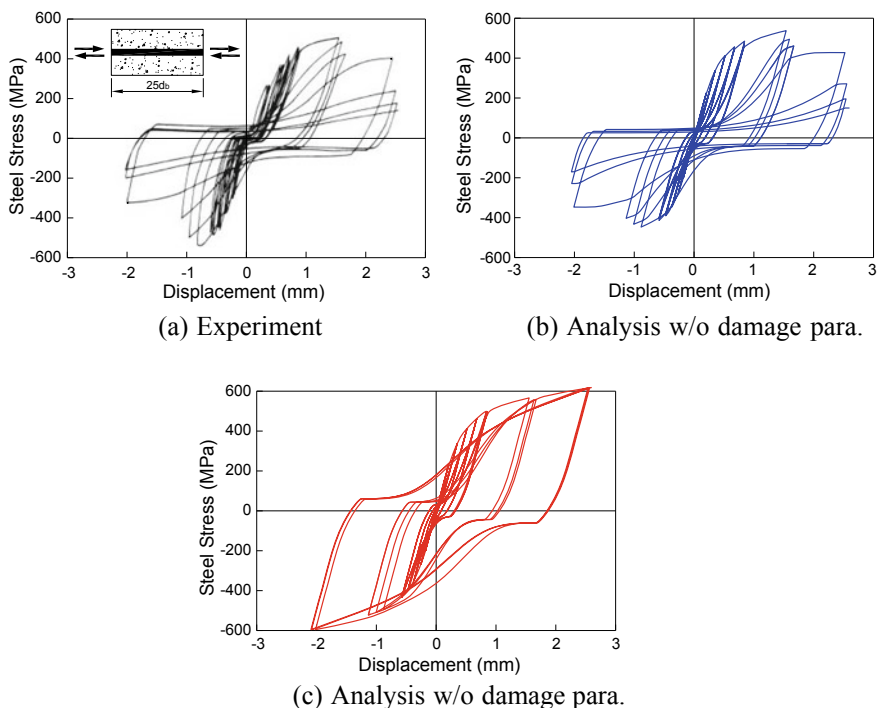 600
400
200
0
-200
-400
-600
Steel Stress (MPa)
25db
-3 -2 -1 0 1 2 3
Displacement (mm)
(a) Experiment
600
400
200
0
-200
-400
-600
Steel Stress (MPa)
-3 -2 -1 0 1 2 3
Displacement (mm)
(b) Analysis w/o damage para.
600
400
200
0
-200
-400
-600
Steel Stress (MPa)
-3 -2 -1 0 1 2 3
Displacement (mm)
(c) Analysis w/o damage para.